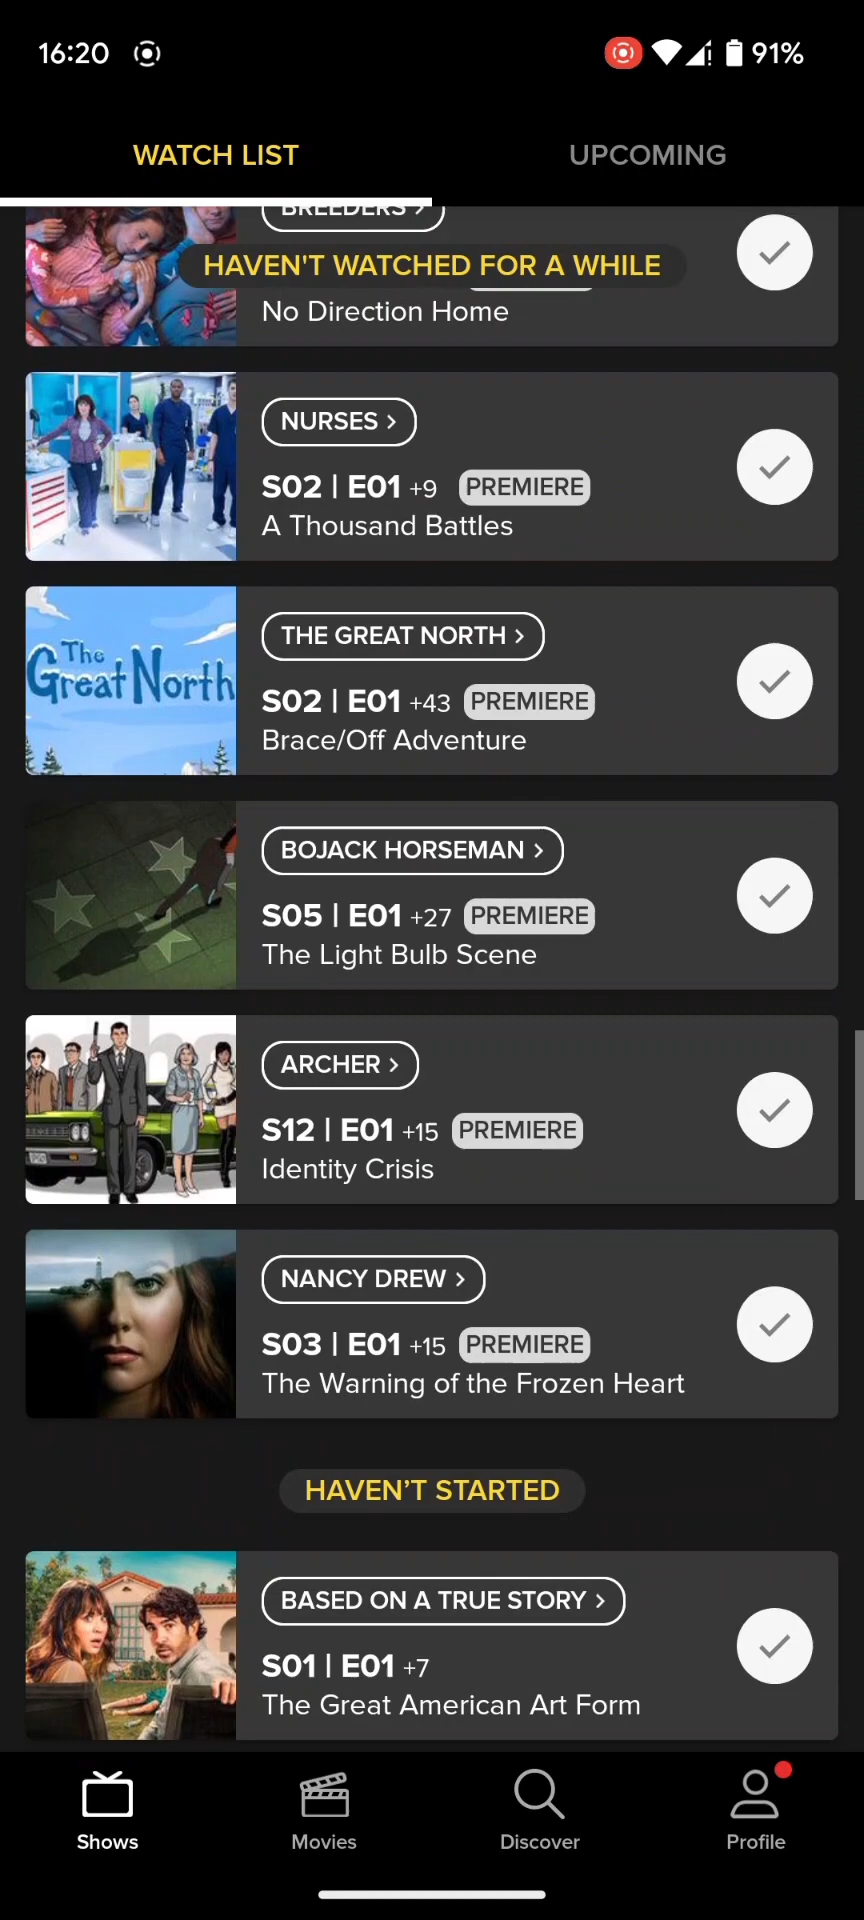 16:20
91%
WATCH LIST
UPCOMING
BREEDERS
HAVEN'T WATCHED FOR A WHILE
No Direction Home
NURSES
S02 | E01 +9 PREMIERE
A Thousand Battles
The Great North
THE GREAT NORTH
S02 | E01 +43 PREMIERE
Brace/Off Adventure
BOJACK HORSEMAN
S05 | E01 +27 PREMIERE
The Light Bulb Scene
ARCHER
S12 | E01 +15 PREMIERE
Identity Crisis
NANCY DREW
S03 | E01 +15 PREMIERE
The Warning of the Frozen Heart
HAVEN'T STARTED
BASED ON A TRUE STORY
S01 | E01 +7
The Great American Art Form
Shows
Movies
Discover
Profile